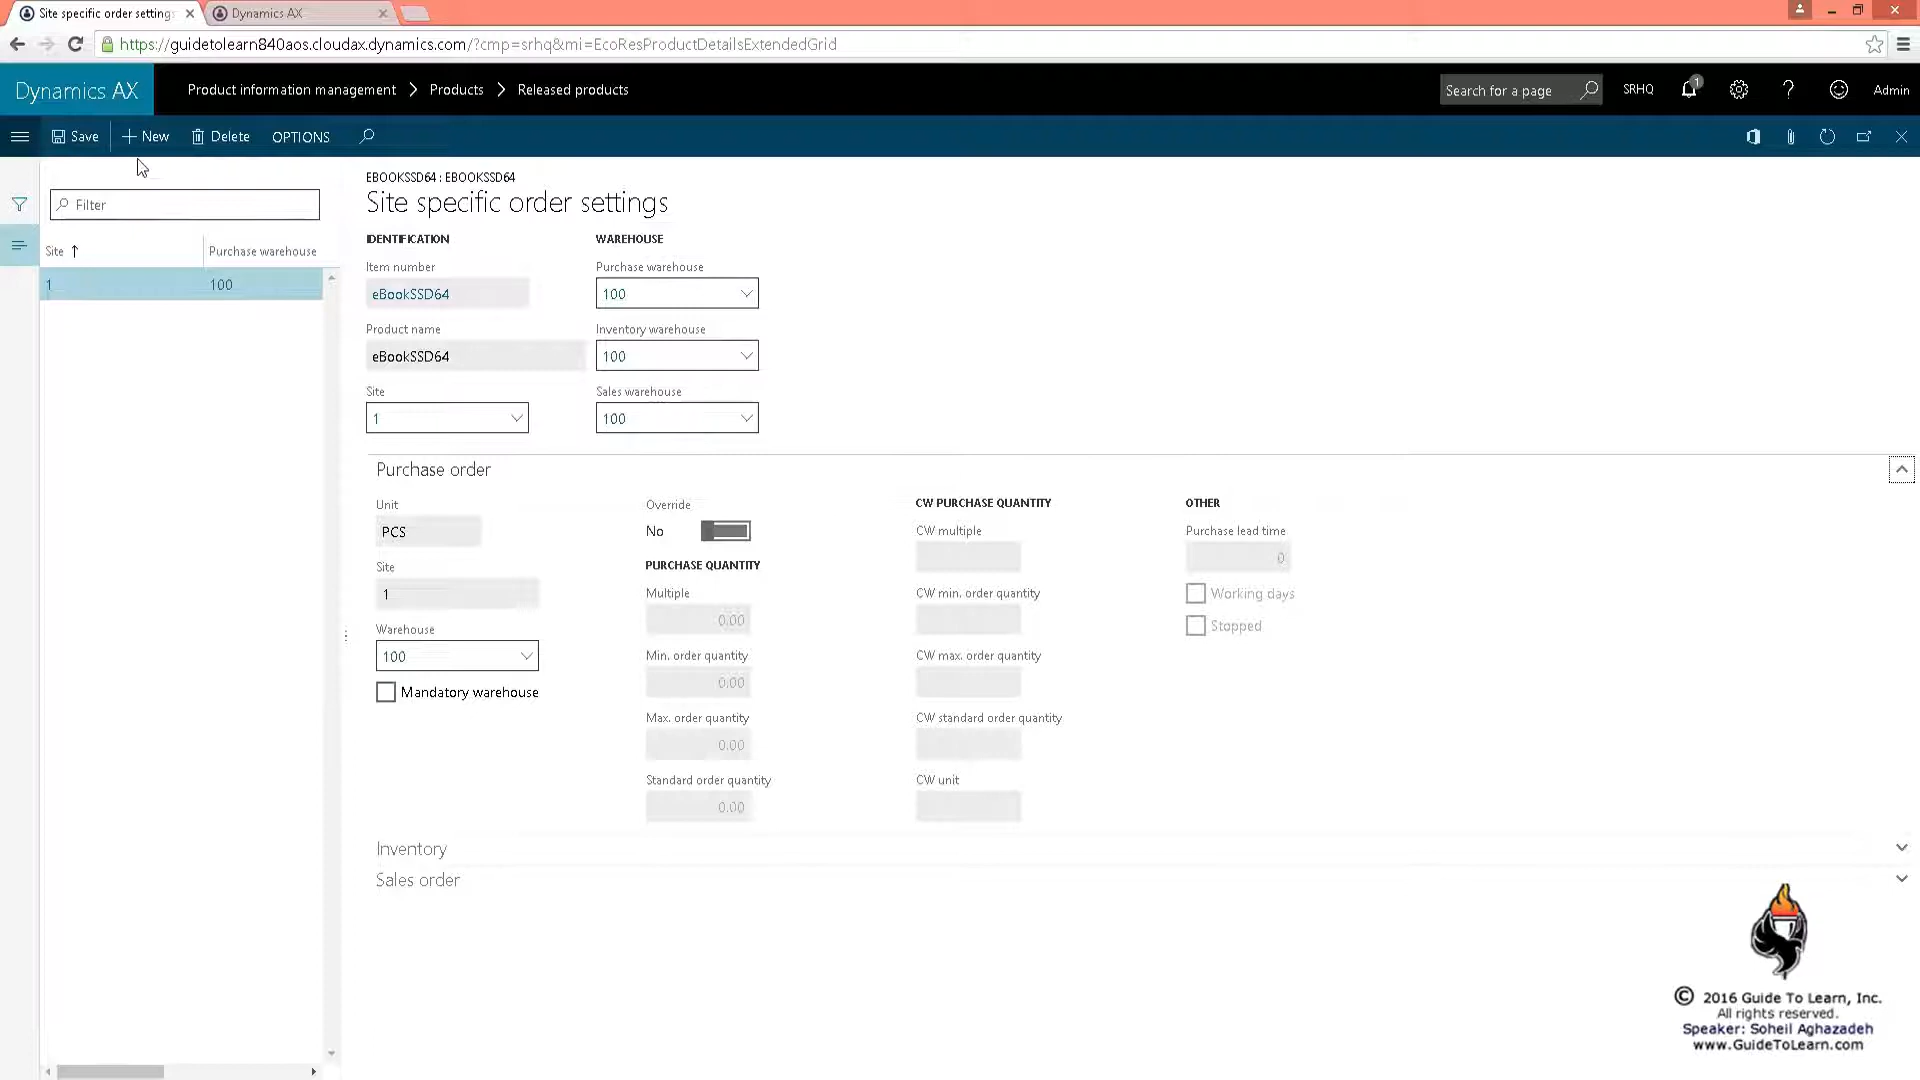 Site specific order setting
Dynamics AX
https://guidetolearn840aos.cloudax.dynamics.com/?cmp=srhq&mi=EcoResProductDetailsExtendedGrid
Dynamics AX
Product information management > Products > Released products
Search for a page
SRHQ
1
?
Admin
Save
New
Delete
OPTIONS
Filter
Site
Purchase warehouse
1
100
EBOOKSSD64 : EBOOKSSD64
Site specific order settings
IDENTIFICATION
Item number
eBookSSD64
Product name
eBookSSD64
Site
1
WAREHOUSE
Purchase warehouse
100
Inventory warehouse
100
Sales warehouse
100
Purchase order
Unit
PCS
Site
1
Warehouse
100
Mandatory warehouse
Override
No
PURCHASE QUANTITY
Multiple
0.00
Min. order quantity
0.00
Max. order quantity
0.00
Standard order quantity
0.00
CW PURCHASE QUANTITY
CW multiple
CW min. order quantity
CW max. order quantity
CW standard order quantity
CW unit
OTHER
Purchase lead time
0
Working days
Stopped
Inventory
Sales order
© 2016 Guide To Learn, Inc.
All rights reserved.
Speaker: Soheil Aghazadeh
www.GuideToLearn.com